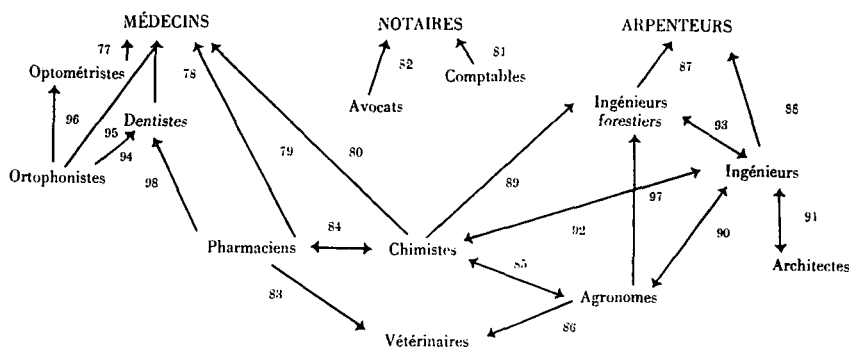 MÉDECINS NOTAIRES ARPENTEURS
77 82 81 87
Optométristes 78 Comptables
Avocats Ingénieurs
forestiers 88
Dentistes 93
96 95
94
Ortophonistes 79 80 89 Ingénieurs
98 97
84 92 90 91
Pharmaciens Chimistes
85 Architectes
83 Agronomes
86
Vétérinaires